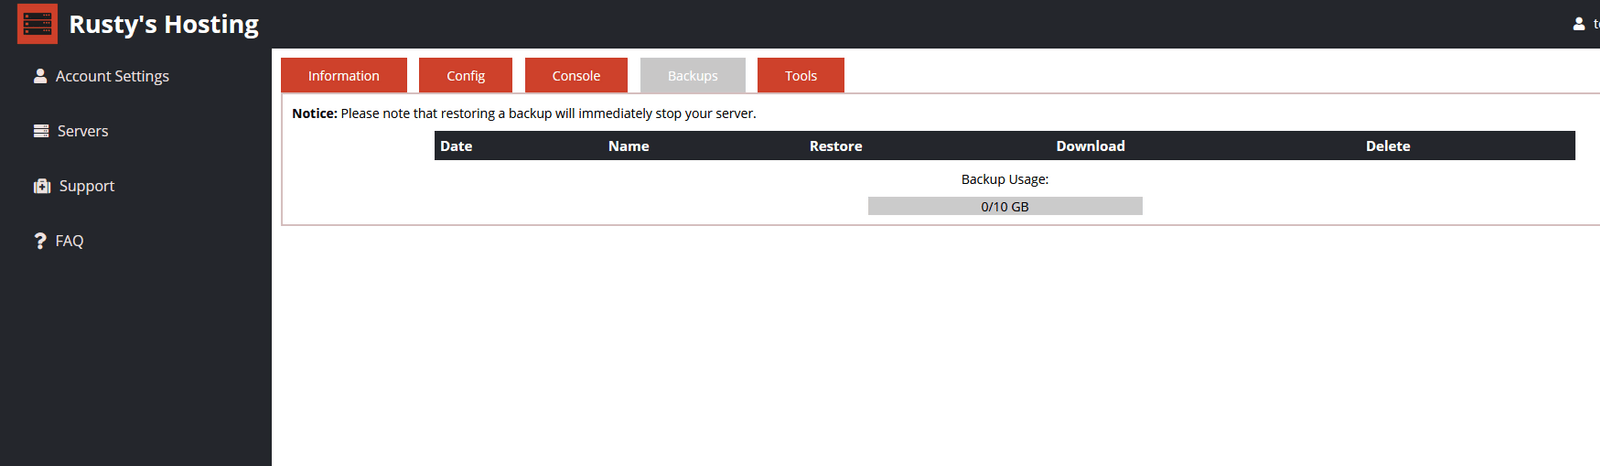 Rusty's Hosting
Account Settings
Servers
Support
FAQ
Information Config Console Backups Tools
Notice: Please note that restoring a backup will immediately stop your server.
Date Name Restore Download Delete
Backup Usage:
0/10 GB